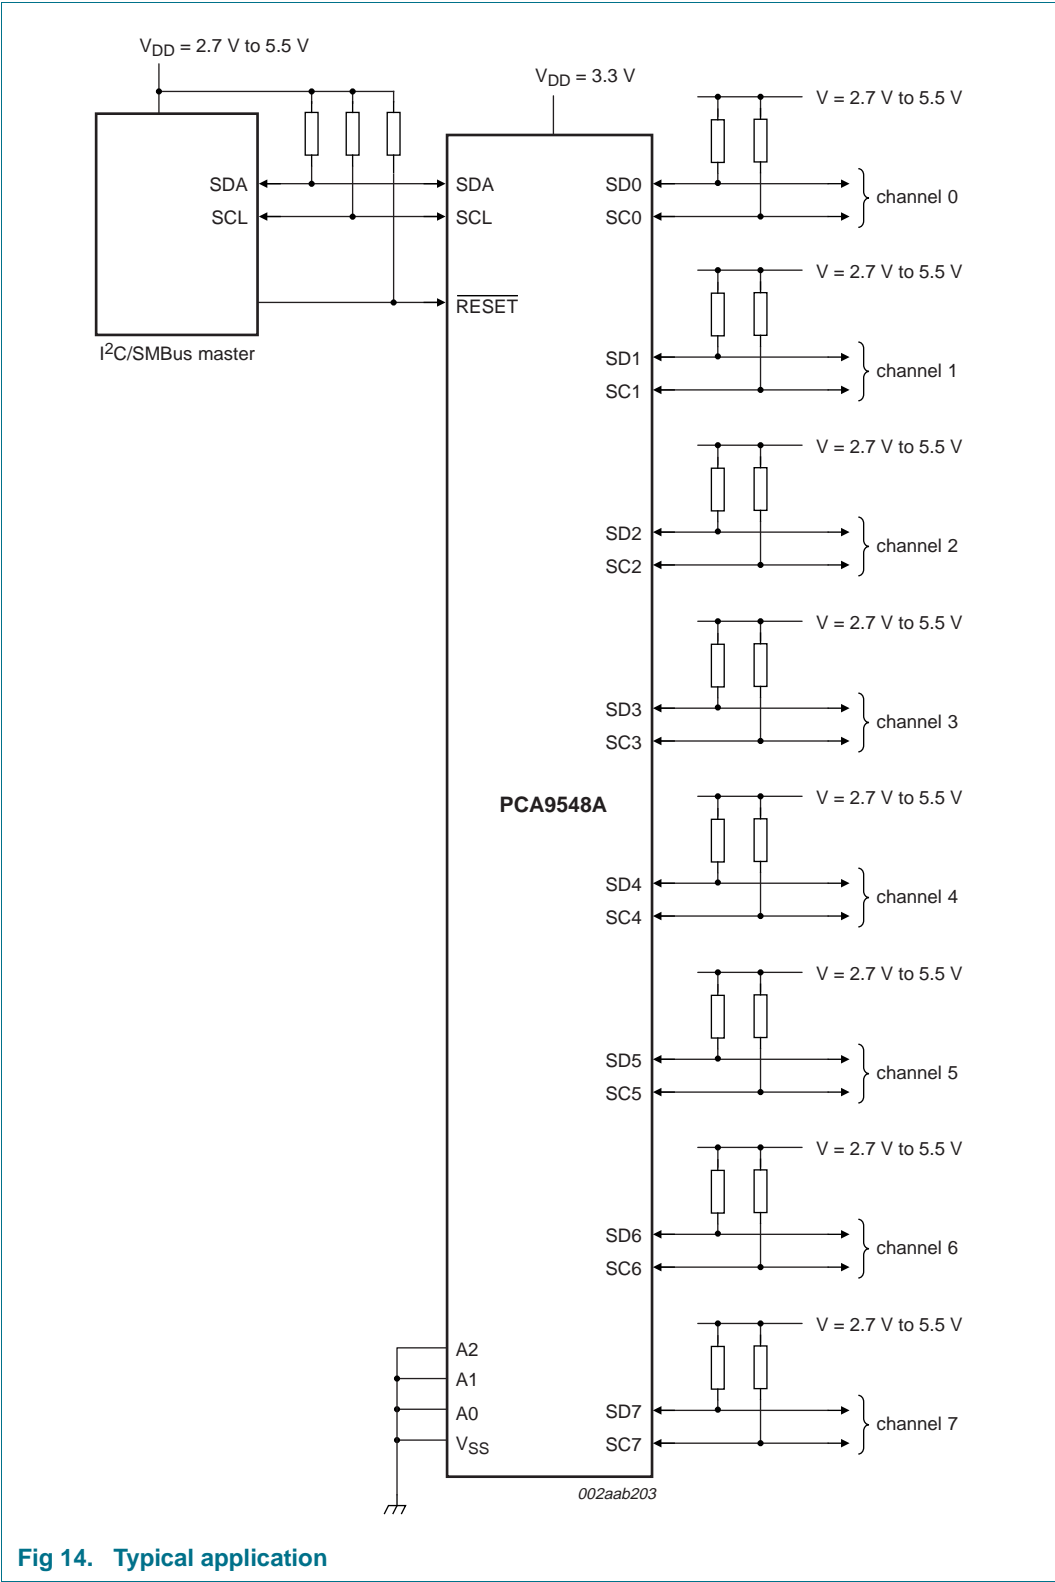 V_DD = 2.7 V to 5.5 V
V_DD = 3.3 V
V = 2.7 V to 5.5 V
SDA
SCL
SDA
SCL
SD0
SC0
channel 0
RESET
I²C/SMBus master
V = 2.7 V to 5.5 V
SD1
SC1
channel 1
V = 2.7 V to 5.5 V
SD2
SC2
channel 2
V = 2.7 V to 5.5 V
SD3
SC3
channel 3
PCA9548A
V = 2.7 V to 5.5 V
SD4
SC4
channel 4
V = 2.7 V to 5.5 V
SD5
SC5
channel 5
V = 2.7 V to 5.5 V
SD6
SC6
channel 6
V = 2.7 V to 5.5 V
A2
A1
A0
V_SS
SD7
SC7
channel 7
002aab203
Fig 14. Typical application